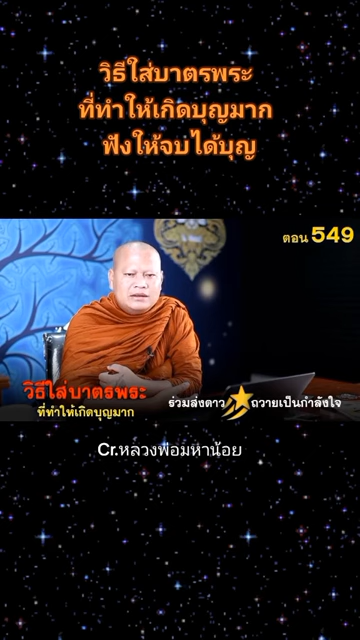 วิธีใส่บาตรพระ
ที่ทำให้เกิดบุญมาก
ฟังให้จบได้บุญ
ตอน 549
วิธีใส่บาตรพระ
ที่ทำให้เกิดบุญมาก
ร่วมส่งดาว ถวายเป็นกำลังใจ
Cr.หลวงพ่อมหาน้อย